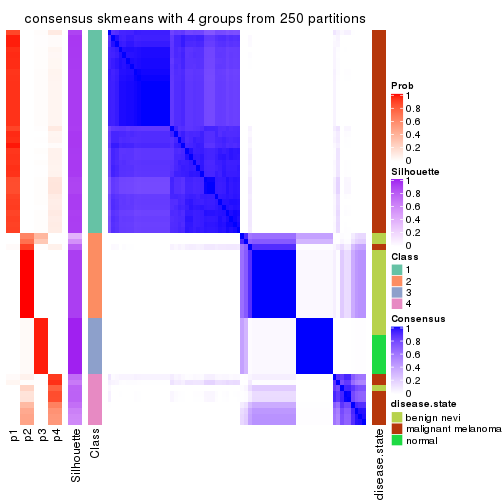 consensus skmeans with 4 groups from 250 partitions
Prob
1
0.8
0.6
0.4
0.2
0
Silhouette
1
0.8
0.6
0.4
0.2
0
Class
1
2
3
4
Consensus
1
0.8
0.6
0.4
0.2
0
disease.state
benign nevi
malignant melanoma
normal
p1
p2
p3
p4
Silhouette
Class
disease.state